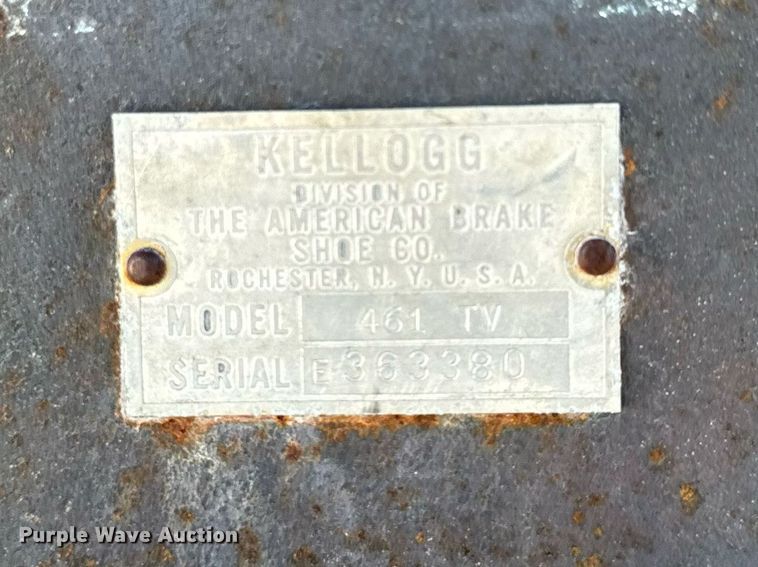 KELLOGG
DIVISION OF
THE AMERICAN BRAKE
SHOE CO.
ROCHESTER, N. Y. U. S. A.
MODEL 461 TV
SERIAL E363380
Purple Wave Auction